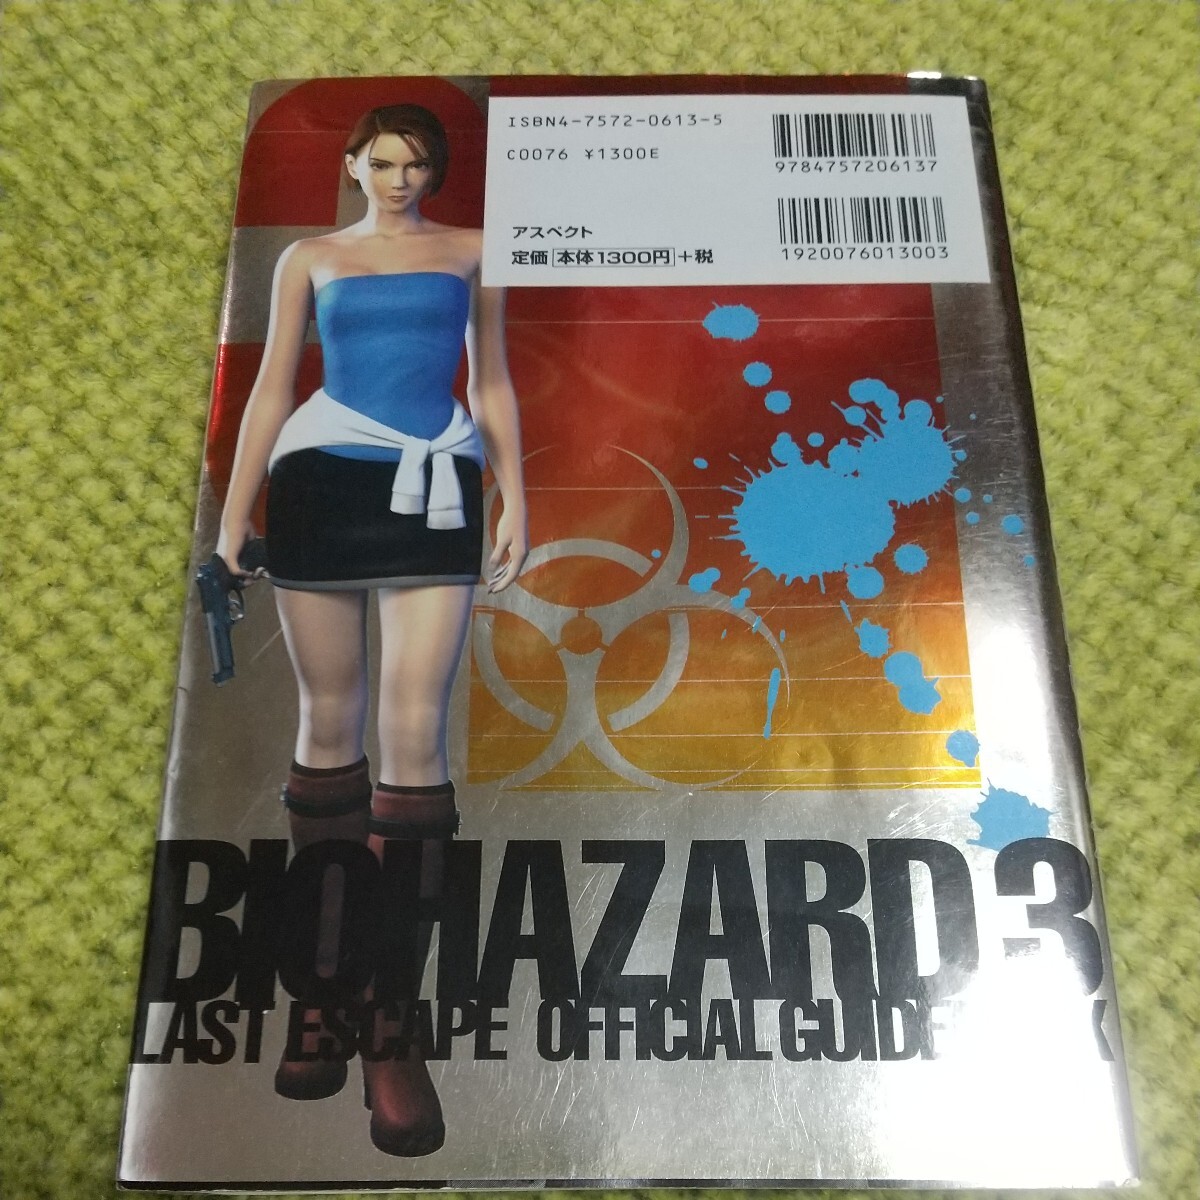 ISBN4-7572-0613-5
C0076 ¥1300E
9784757206137
アスペクト
定価 本体1300円 +税
1920076013003
BIOHAZARD 3
LAST ESCAPE OFFICIAL GUIDE